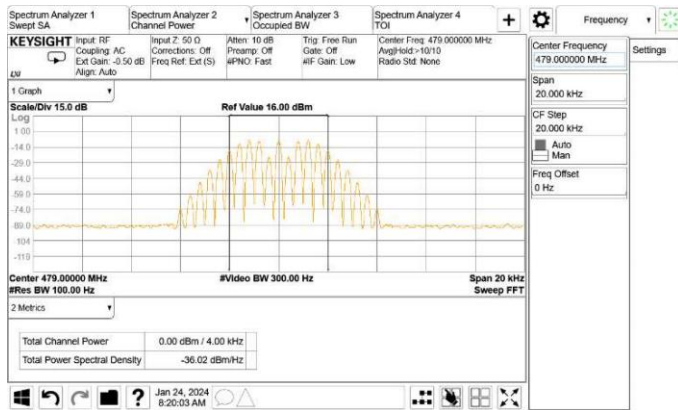 Spectrum Analyzer 1
Swept SA
Spectrum Analyzer 2
Channel Power
Spectrum Analyzer 3
Occupied BW
Spectrum Analyzer 4
TOI
+
Frequency
KEYSIGHT
Input: RF
Coupling: AC
Ext Gain: -0.50 dB
Align: Auto
Input Z: 50 Ω
Corrections: Off
Freq Ref: Ext (S)
Atten: 10 dB
Preamp: Off
#PNO: Fast
Trig: Free Run
Gate: Off
#IF Gain: Low
Center Freq: 479.000000 MHz
Avg|Hold:>10/10
Radio Std: None
LXI
Center Frequency
479.000000 MHz
Settings
Span
20.000 kHz
CF Step
20.000 kHz
Auto
Man
Freq Offset
0 Hz
1 Graph
Scale/Div 15.0 dB
Ref Value 16.00 dBm
Log
1.00
-14.0
-29.0
-44.0
-59.0
-74.0
-89.0
-104
-119
Center 479.00000 MHz
#Video BW 300.00 Hz
Span 20 kHz
#Res BW 100.00 Hz
Sweep FFT
2 Metrics
Total Channel Power 0.00 dBm / 4.00 kHz
Total Power Spectral Density -36.02 dBm/Hz
?
Jan 24, 2024
8:20:03 AM